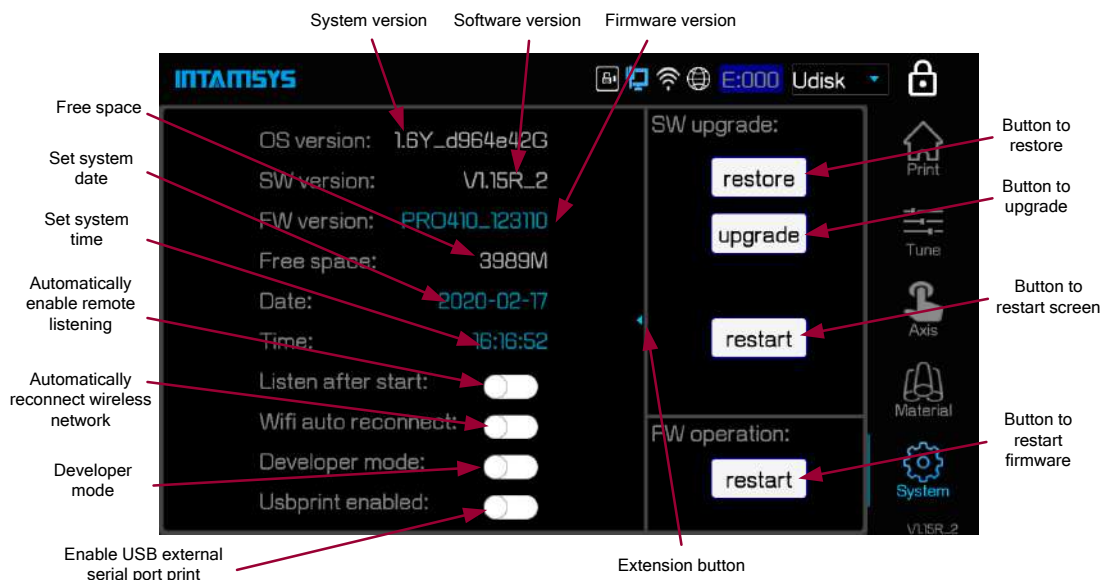 System version
Software version
Firmware version
INTAMSYS
E:000
Udisk
Free space
Set system
date
Set system
time
Automatically
enable remote
listening
Automatically
reconnect wireless
network
Developer
mode
Enable USB external
serial port print
OS version: 1.6Y_d964e42G
SW version: V1.15R_2
FW version: PRO410_123110
Free space: 3989M
Date: 2020-02-17
Time: 16:16:52
Listen after start:
Wifi auto reconnect:
Developer mode:
Usbprint enabled:
SW upgrade:
restore
upgrade
restart
FW operation:
restart
Print
Tune
Axis
Material
System
V1.15R_2
Button to
restore
Button to
upgrade
Button to
restart screen
Button to
restart
firmware
Extension button